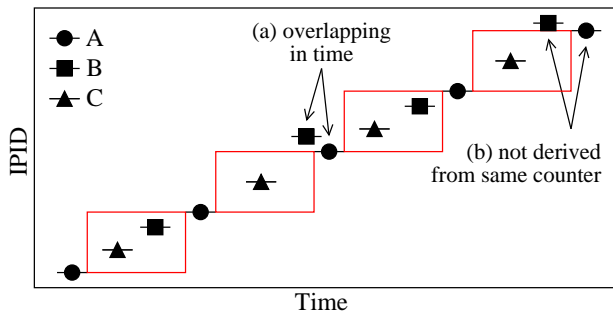 A
B
C
(a) overlapping
in time
(b) not derived
from same counter
IPID
Time